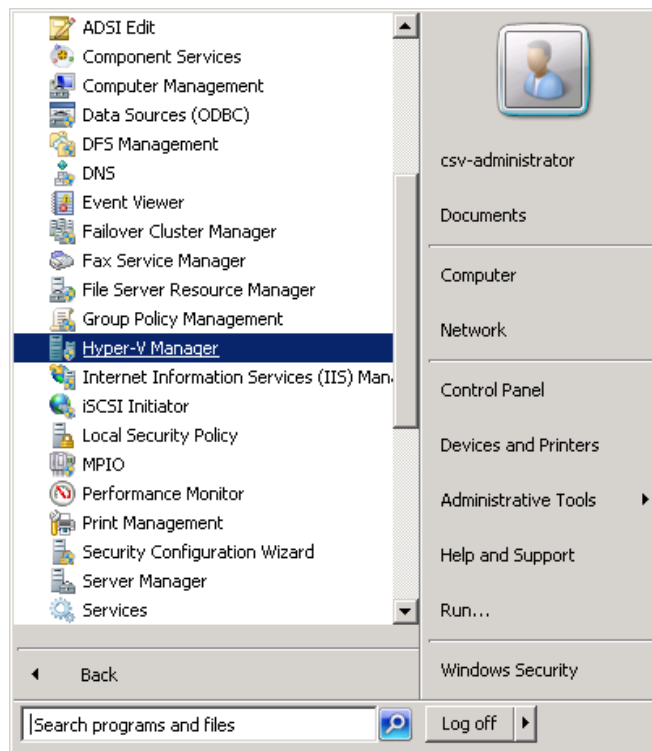 ADSI Edit
Component Services
Computer Management
Data Sources (ODBC)
DFS Management
DNS
Event Viewer
Failover Cluster Manager
Fax Service Manager
File Server Resource Manager
Group Policy Management
Hyper-V Manager
Internet Information Services (IIS) Man
iSCSI Initiator
Local Security Policy
MPIO
Performance Monitor
Print Management
Security Configuration Wizard
Server Manager
Services
Back
Search programs and files
csv-administrator
Documents
Computer
Network
Control Panel
Devices and Printers
Administrative Tools
Help and Support
Run...
Windows Security
Log off